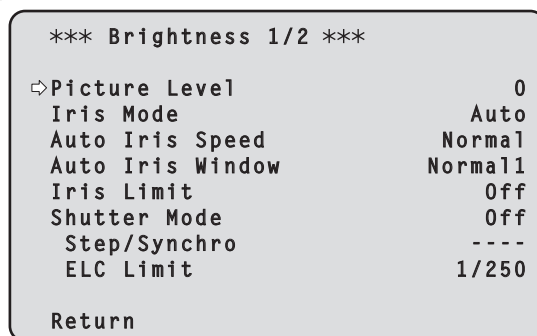 *** Brightness 1/2 ***
⇨Picture Level 0
Iris Mode Auto
Auto Iris Speed Normal
Auto Iris Window Normal1
Iris Limit Off
Shutter Mode Off
Step/Synchro ----
ELC Limit 1/250
Return